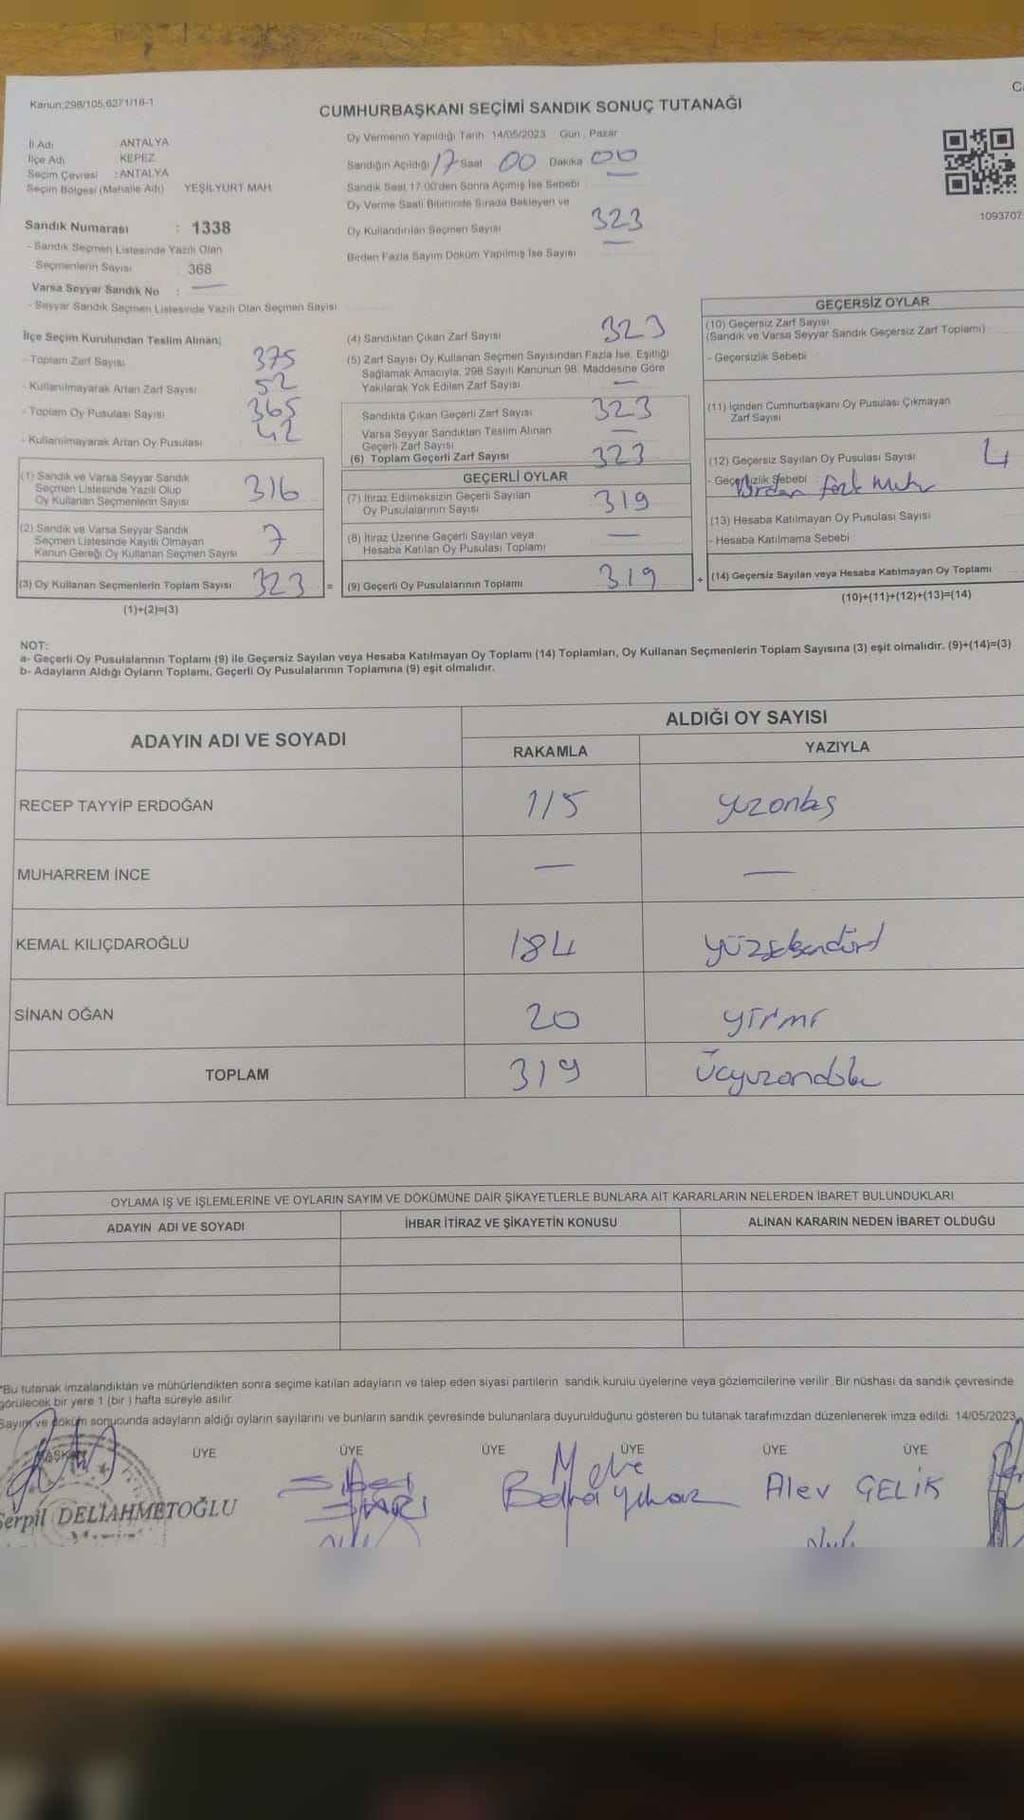 Kanun:298/105,6271/18-1
CUMHURBAŞKANI SEÇİMİ SANDIK SONUÇ TUTANAĞI
İl Adı : ANTALYA
İlçe Adı : KEPEZ
Seçim Çevresi : ANTALYA
Seçim Bölgesi (Mahalle Adı) YEŞİLYURT MAH.
Oy Vermenin Yapıldığı Tarih: 14/05/2023 Gün : Pazar
Sandığın Açıldığı 17 Saat 00 Dakika 00
Sandık Saat 17.00'den Sonra Açılmış İse Sebebi
Oy Verme Saati Bitiminde Sırada Bekleyen ve
Oy Kullandırılan Seçmen Sayısı 323
Birden Fazla Sayım Döküm Yapılmış İse Sayısı —
1093707
Sandık Numarası : 1338
- Sandık Seçmen Listesinde Yazılı Olan
Seçmenlerin Sayısı : 368
Varsa Seyyar Sandık No : —
- Seyyar Sandık Seçmen Listesinde Yazılı Olan Seçmen Sayısı
İlçe Seçim Kurulundan Teslim Alınan;
- Toplam Zarf Sayısı 375
- Kullanılmayarak Artan Zarf Sayısı 52
- Toplam Oy Pusulası Sayısı 365
- Kullanılmayarak Artan Oy Pusulası 42
(1) Sandık ve Varsa Seyyar Sandık
Seçmen Listesinde Yazılı Olup
Oy Kullanan Seçmenlerin Sayısı 316
(2) Sandık ve Varsa Seyyar Sandık
Seçmen Listesinde Kayıtlı Olmayan
Kanun Gereği Oy Kullanan Seçmen Sayısı 7
(3) Oy Kullanan Seçmenlerin Toplam Sayısı 323 =
(1)+(2)=(3)
(4) Sandıktan Çıkan Zarf Sayısı 323
(5) Zarf Sayısı Oy Kullanan Seçmen Sayısından Fazla İse, Eşitliği
Sağlamak Amacıyla, 298 Sayılı Kanunun 98. Maddesine Göre
Yakılarak Yok Edilen Zarf Sayısı —
Sandıkta Çıkan Geçerli Zarf Sayısı 323
Varsa Seyyar Sandıktan Teslim Alınan
Geçerli Zarf Sayısı —
(6) Toplam Geçerli Zarf Sayısı 323
GEÇERLİ OYLAR
(7) İtiraz Edilmeksizin Geçerli Sayılan
Oy Pusulalarının Sayısı 319
(8) İtiraz Üzerine Geçerli Sayılan veya
Hesaba Katılan Oy Pusulası Toplamı —
(9) Geçerli Oy Pusulalarının Toplamı 319 +
GEÇERSİZ OYLAR
(10) Geçersiz Zarf Sayısı
(Sandık ve Varsa Seyyar Sandık Geçersiz Zarf Toplamı)
- Geçersizlik Sebebi
(11) İçinden Cumhurbaşkanı Oy Pusulası Çıkmayan
Zarf Sayısı
(12) Geçersiz Sayılan Oy Pusulası Sayısı 4
- Geçersizlik Sebebi
(13) Hesaba Katılmayan Oy Pusulası Sayısı
- Hesaba Katılmama Sebebi
(14) Geçersiz Sayılan veya Hesaba Katılmayan Oy Toplamı
(10)+(11)+(12)+(13)=(14)
NOT:
a- Geçerli Oy Pusulalarının Toplamı (9) ile Geçersiz Sayılan veya Hesaba Katılmayan Oy Toplamı (14) Toplamları, Oy Kullanan Seçmenlerin Toplam Sayısına (3) eşit olmalıdır. (9)+(14)=(3)
b- Adayların Aldığı Oyların Toplamı, Geçerli Oy Pusulalarının Toplamına (9) eşit olmalıdır.
ADAYIN ADI VE SOYADI ALDIĞI OY SAYISI
RAKAMLA YAZIYLA
RECEP TAYYİP ERDOĞAN 115 yuzonbeş
MUHARREM İNCE — —
KEMAL KILIÇDAROĞLU 184 yüzseksendört
SİNAN OĞAN 20 yirmi
TOPLAM 319 Üçyuzondoku
OYLAMA İŞ VE İŞLEMLERİNE VE OYLARIN SAYIM VE DÖKÜMÜNE DAİR ŞİKAYETLERLE BUNLARA AİT KARARLARIN NELERDEN İBARET BULUNDUKLARI
ADAYIN ADI VE SOYADI İHBAR İTİRAZ VE ŞİKAYETİN KONUSU ALINAN KARARIN NEDEN İBARET OLDUĞU
*Bu tutanak imzalandıktan ve mühürlendikten sonra seçime katılan adayların ve talep eden siyasi partilerin sandık kurulu üyelerine veya gözlemcilerine verilir. Bir nüshası da sandık çevresinde
görülecek bir yere 1 (bir ) hafta süreyle asılır.
Sayım ve döküm sonucunda adayların aldığı oyların sayılarını ve bunların sandık çevresinde bulunanlara duyurulduğunu gösteren bu tutanak tarafımızdan düzenlenerek imza edildi. 14/05/2023
BAŞKAN ÜYE ÜYE ÜYE ÜYE ÜYE ÜYE
Serpil DELİAHMETOĞLU Alev ÇELİK